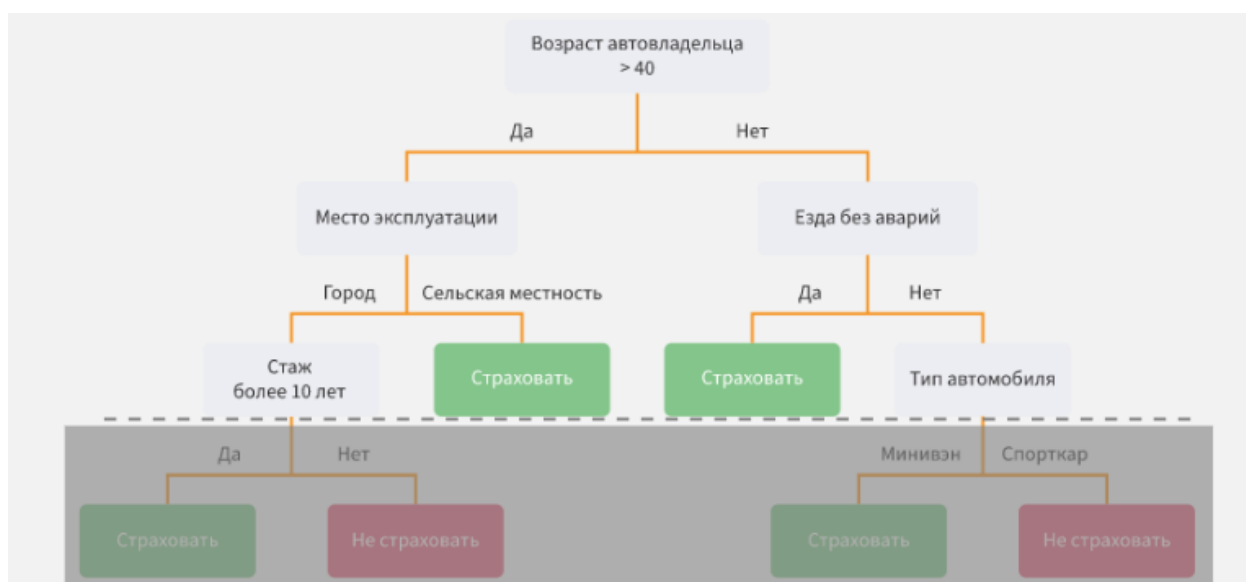 Возраст автовладельца
> 40
Да
Нет
Место эксплуатации
Езда без аварий
Город
Сельская местность
Да
Нет
Стаж
более 10 лет
Страховать
Страховать
Тип автомобиля
Да
Нет
Минивэн
Спорткар
Страховать
Не страховать
Страховать
Не страховать